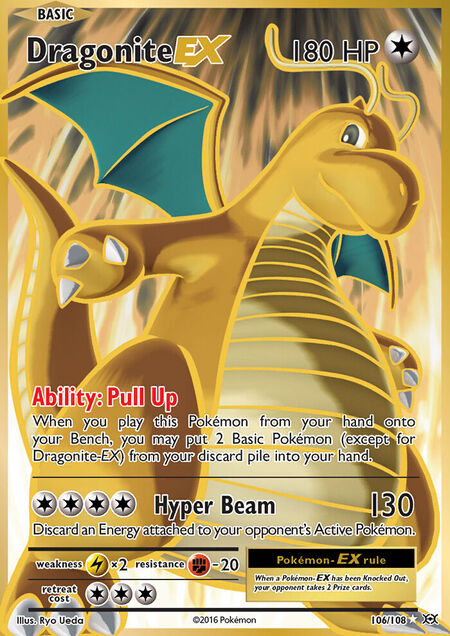 BASIC
Dragonite EX 180 HP
Ability: Pull Up
When you play this Pokémon from your hand onto
your Bench, you may put 2 Basic Pokémon (except for
Dragonite-EX) from your discard pile into your hand.
Hyper Beam 130
Discard an Energy attached to your opponent's Active Pokémon.
weakness ×2 resistance -20
Pokémon-EX rule
When a Pokémon-EX has been Knocked Out,
your opponent takes 2 Prize cards.
retreat
cost
Illus. Ryo Ueda ©2016 Pokémon 106/108